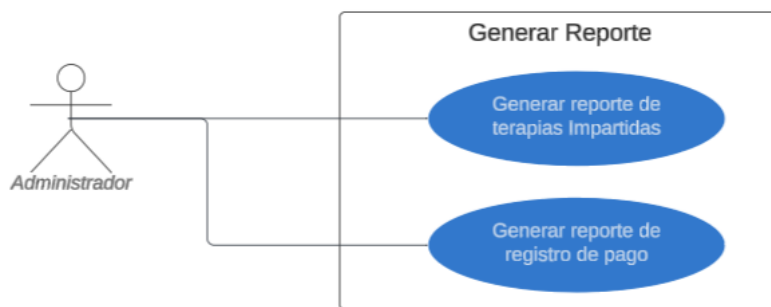 Generar Reporte
Generar reporte de
terapias Impartidas
Administrador
Generar reporte de
registro de pago